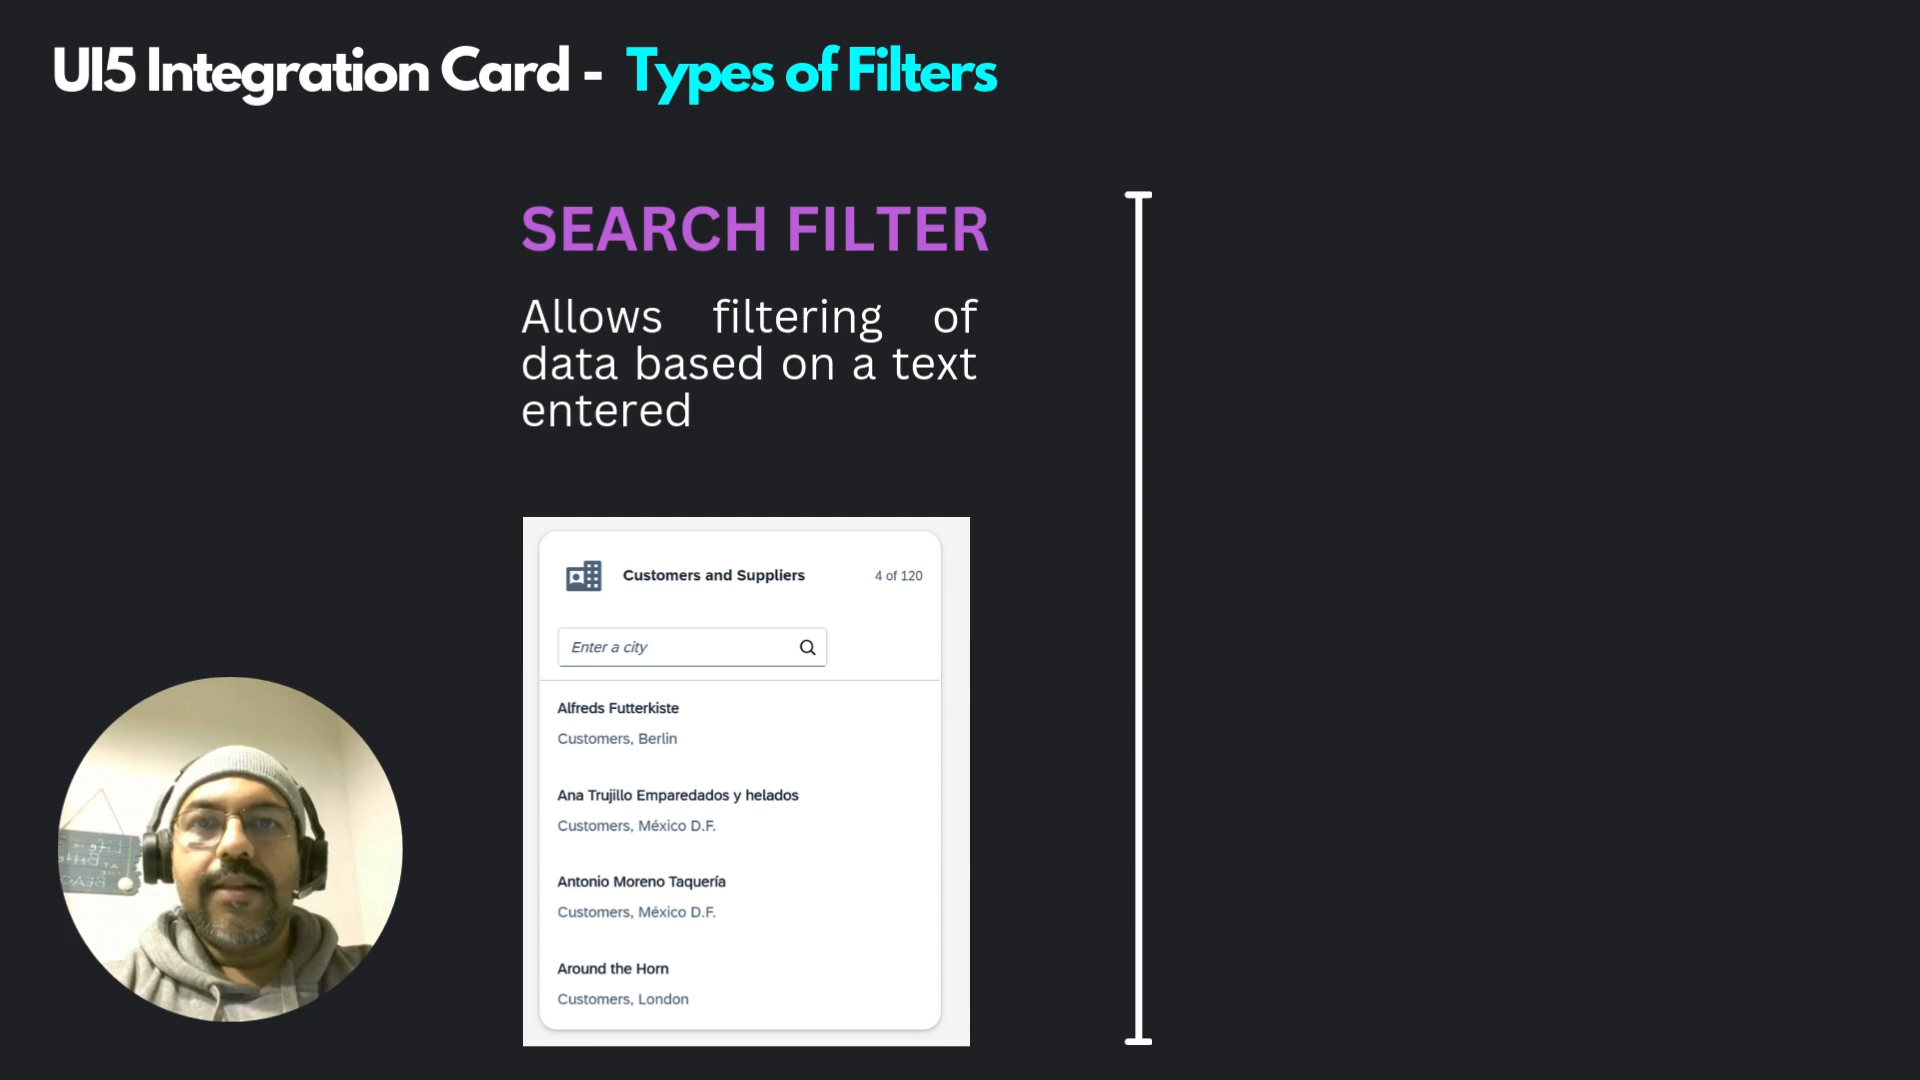 UI5 Integration Card - Types of Filters
SEARCH FILTER
Allows filtering of
data based on a text
entered
Customers and Suppliers
4 of 120
Enter a city
Alfreds Futterkiste
Customers, Berlin
Ana Trujillo Emparedados y helados
Customers, México D.F.
Antonio Moreno Taquería
Customers, México D.F.
Around the Horn
Customers, London